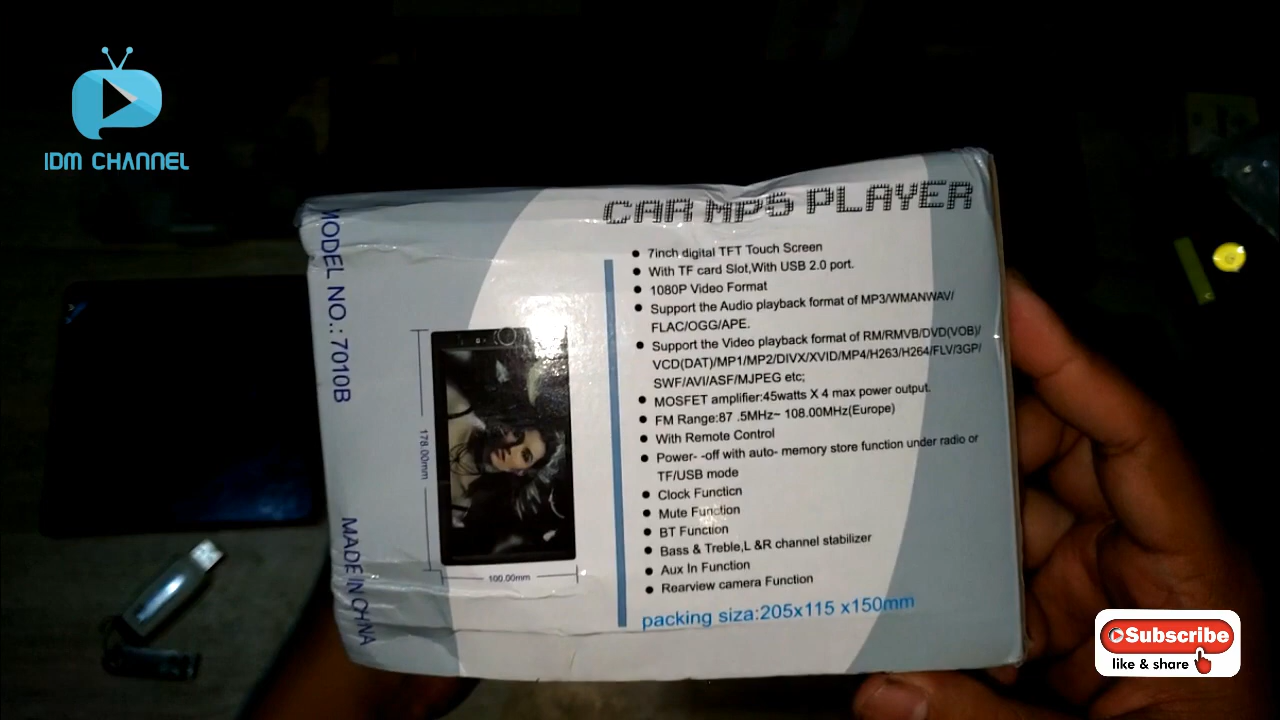 IDM CHANNEL
MODEL NO.: 7010B
MADE IN CHINA
CAR MP5 PLAYER
7inch digital TFT Touch Screen
With TF card Slot,With USB 2.0 port.
1080P Video Format
Support the Audio playback format of MP3/WMANWAV/
FLAC/OGG/APE.
Support the Video playback format of RM/RMVB/DVD(VOB)/
VCD(DAT)/MP1/MP2/DIVX/XVID/MP4/H263/H264/FLV/3GP/
SWF/AVI/ASF/MJPEG etc;
MOSFET amplifier:45watts X 4 max power output.
FM Range:87 .5MHz~ 108.00MHz(Europe)
With Remote Control
Power- -off with auto- memory store function under radio or
TF/USB mode
Clock Function
Mute Function
BT Function
Bass & Treble,L &R channel stabilizer
Aux In Function
Rearview camera Function
packing siza:205x115 x150mm
178.00mm
100.00mm
Subscribe
like & share